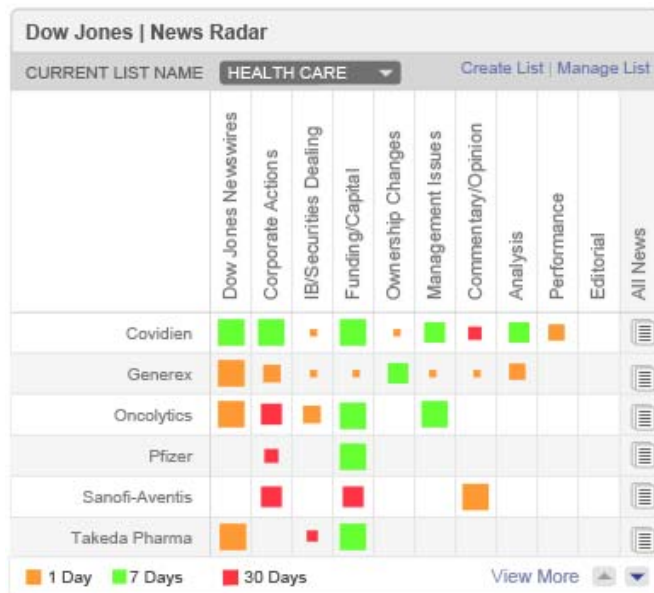 Dow Jones | News Radar
CURRENT LIST NAME HEALTH CARE Create List | Manage List
Dow Jones Newswires
Corporate Actions
IB/Securities Dealing
Funding/Capital
Ownership Changes
Management Issues
Commentary/Opinion
Analysis
Performance
Editorial
All News
Covidien
Generex
Oncolytics
Pfizer
Sanofi-Aventis
Takeda Pharma
1 Day 7 Days 30 Days View More